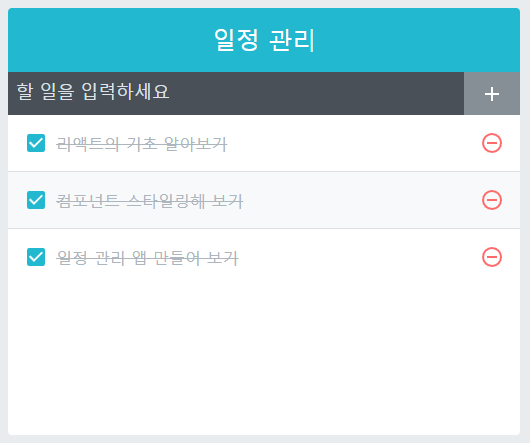 일정 관리
할 일을 입력하세요
리액트의 기초 알아보기
컴포넌트 스타일링해 보기
일정 관리 앱 만들어 보기